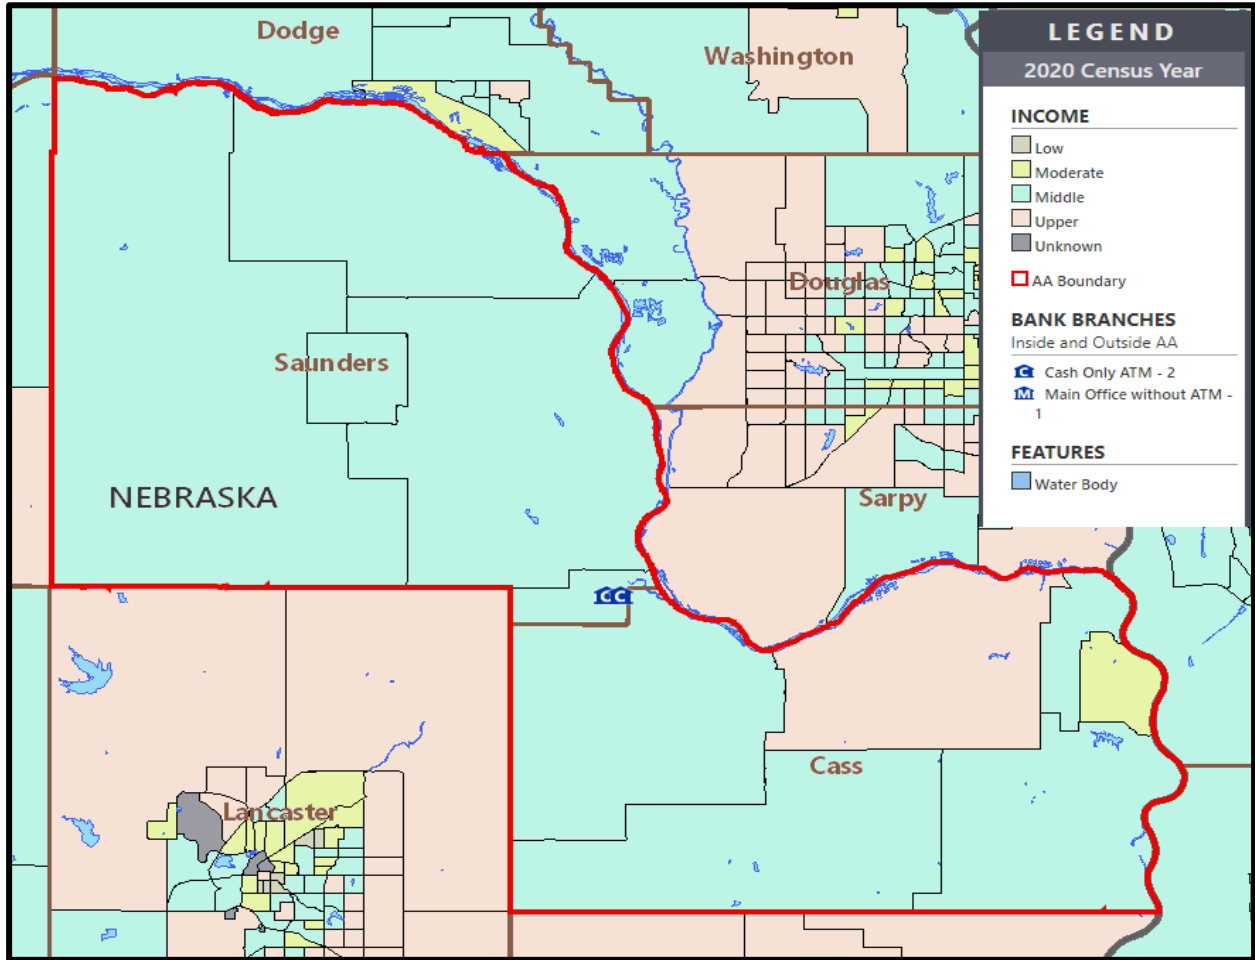 Dodge
Washington
Douglas
Saunders
NEBRASKA
Sarpy
Cass
Lancaster
LEGEND
2020 Census Year
INCOME
Low
Moderate
Middle
Upper
Unknown
AA Boundary
BANK BRANCHES
Inside and Outside AA
C Cash Only ATM - 2
M Main Office without ATM -
1
FEATURES
Water Body
C C